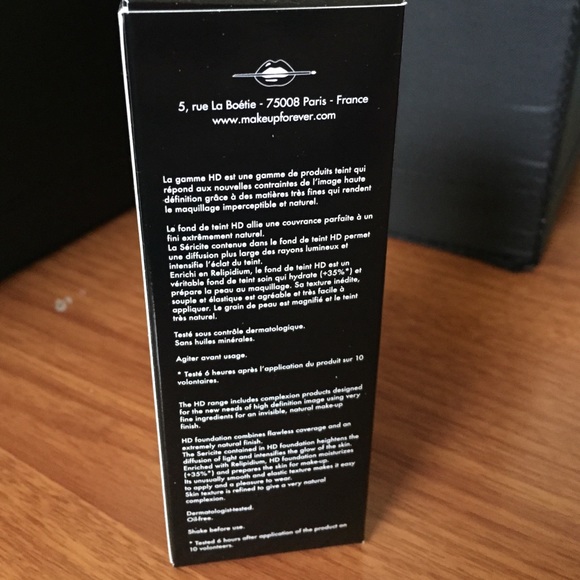 5, rue La Boétie - 75008 Paris - France
www.makeupforever.com
La gamme HD est une gamme de produits teint qui
répond aux nouvelles contraintes de l'image haute
définition grâce à des matières très fines qui rendent
le maquillage imperceptible et naturel.
Le fond de teint HD allie une couvrance parfaite à un
fini extrêmement naturel.
La Séricite contenue dans le fond de teint HD permet
une diffusion plus large des rayons lumineux et
intensifie l'éclat du teint.
Enrichi en Relipidium, le fond de teint HD est un
véritable fond de teint soin qui hydrate (+35%*) et
prépare la peau au maquillage. Sa texture inédite,
souple et élastique est agréable et très facile à
appliquer. Le grain de peau est magnifié et le teint
très naturel.
Testé sous contrôle dermatologique.
Sans huiles minérales.
Agiter avant usage.
* Testé 6 heures après l'application du produit sur 10
volontaires.
The HD range includes complexion products designed
for the new needs of high definition image using very
fine ingredients for an invisible, natural make-up
finish.
HD foundation combines flawless coverage and an
extremely natural finish.
The Sericite contained in HD foundation heightens the
diffusion of light and intensifies the glow of the skin.
Enriched with Relipidium, HD foundation moisturizes
(+35%*) and prepares the skin for make-up.
Its unusually smooth and elastic texture makes it easy
to apply and a pleasure to wear.
Skin texture is refined to give a very natural
complexion.
Dermatologist-tested.
Oil-free.
Shake before use.
* Tested 6 hours after application of the product on
10 volunteers.